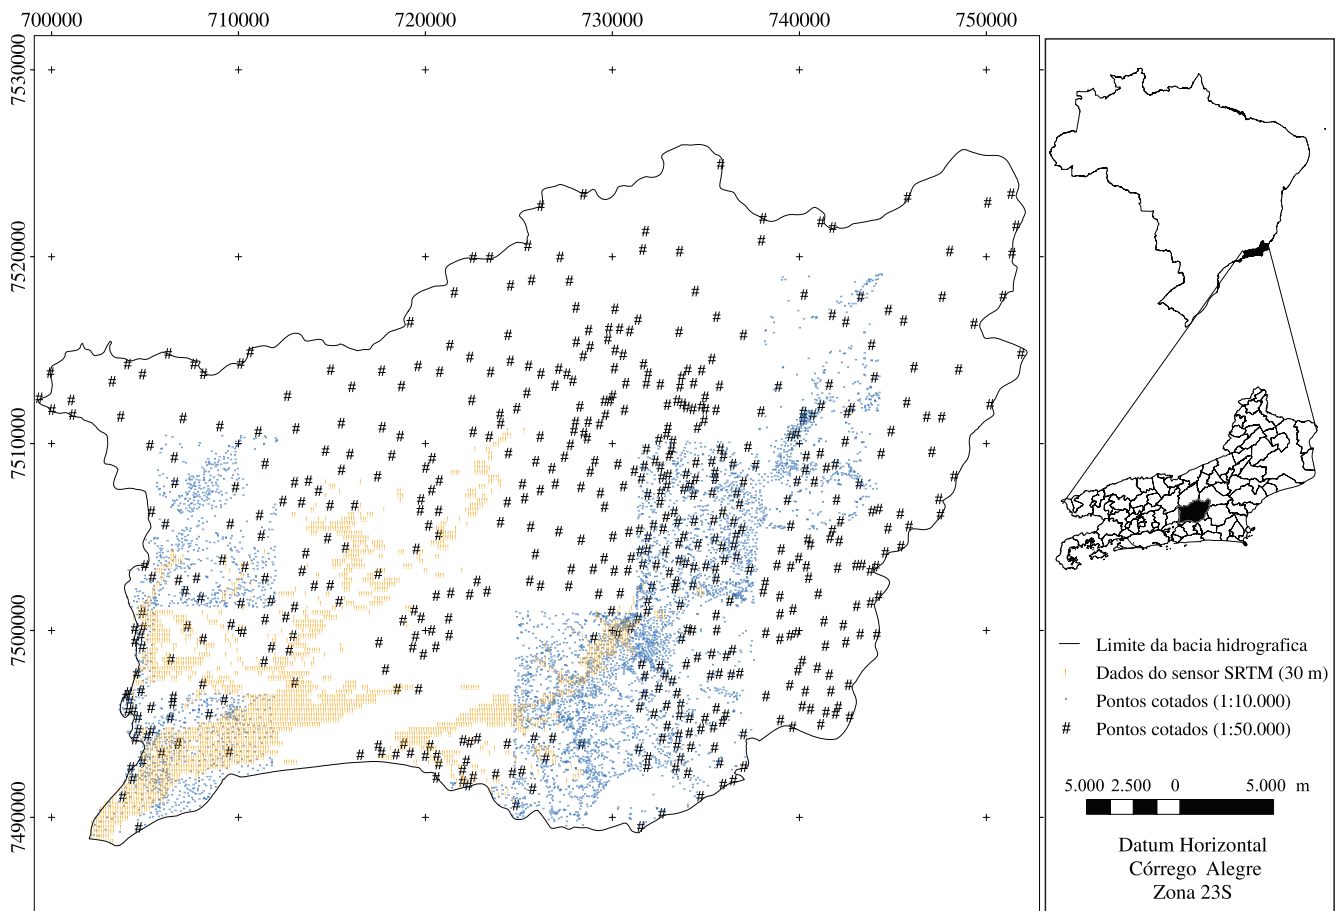 700000 710000 720000 730000 740000 750000
7530000
7520000
7510000
7500000
7490000
Limite da bacia hidrografica
Dados do sensor SRTM (30 m)
Pontos cotados (1:10.000)
# Pontos cotados (1:50.000)
5.000 2.500 0 5.000 m
Datum Horizontal
Córrego Alegre
Zona 23S